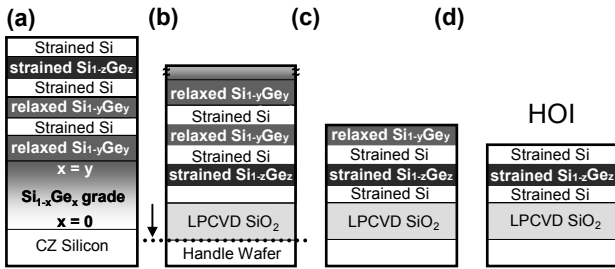 (a)
Strained Si
strained Si1-zGez
Strained Si
relaxed Si1-yGey
Strained Si
relaxed Si1-yGey
x = y
Si1-xGex grade
x = 0
CZ Silicon
(b)
relaxed Si1-yGey
Strained Si
relaxed Si1-yGey
Strained Si
strained Si1-zGez
LPCVD SiO2
Handle Wafer
(c)
relaxed Si1-yGey
Strained Si
strained Si1-zGez
Strained Si
LPCVD SiO2
(d)
HOI
Strained Si
strained Si1-zGez
Strained Si
LPCVD SiO2